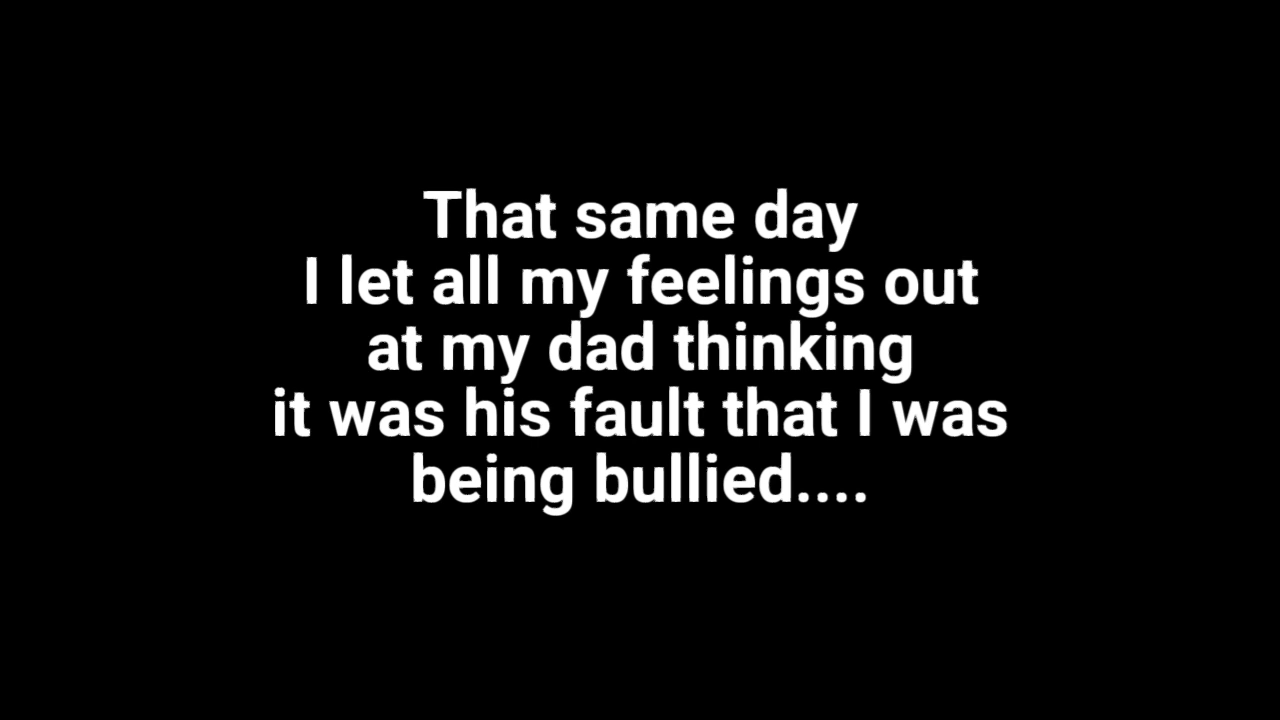 That same day
I let all my feelings out
at my dad thinking
it was his fault that I was
being bullied....